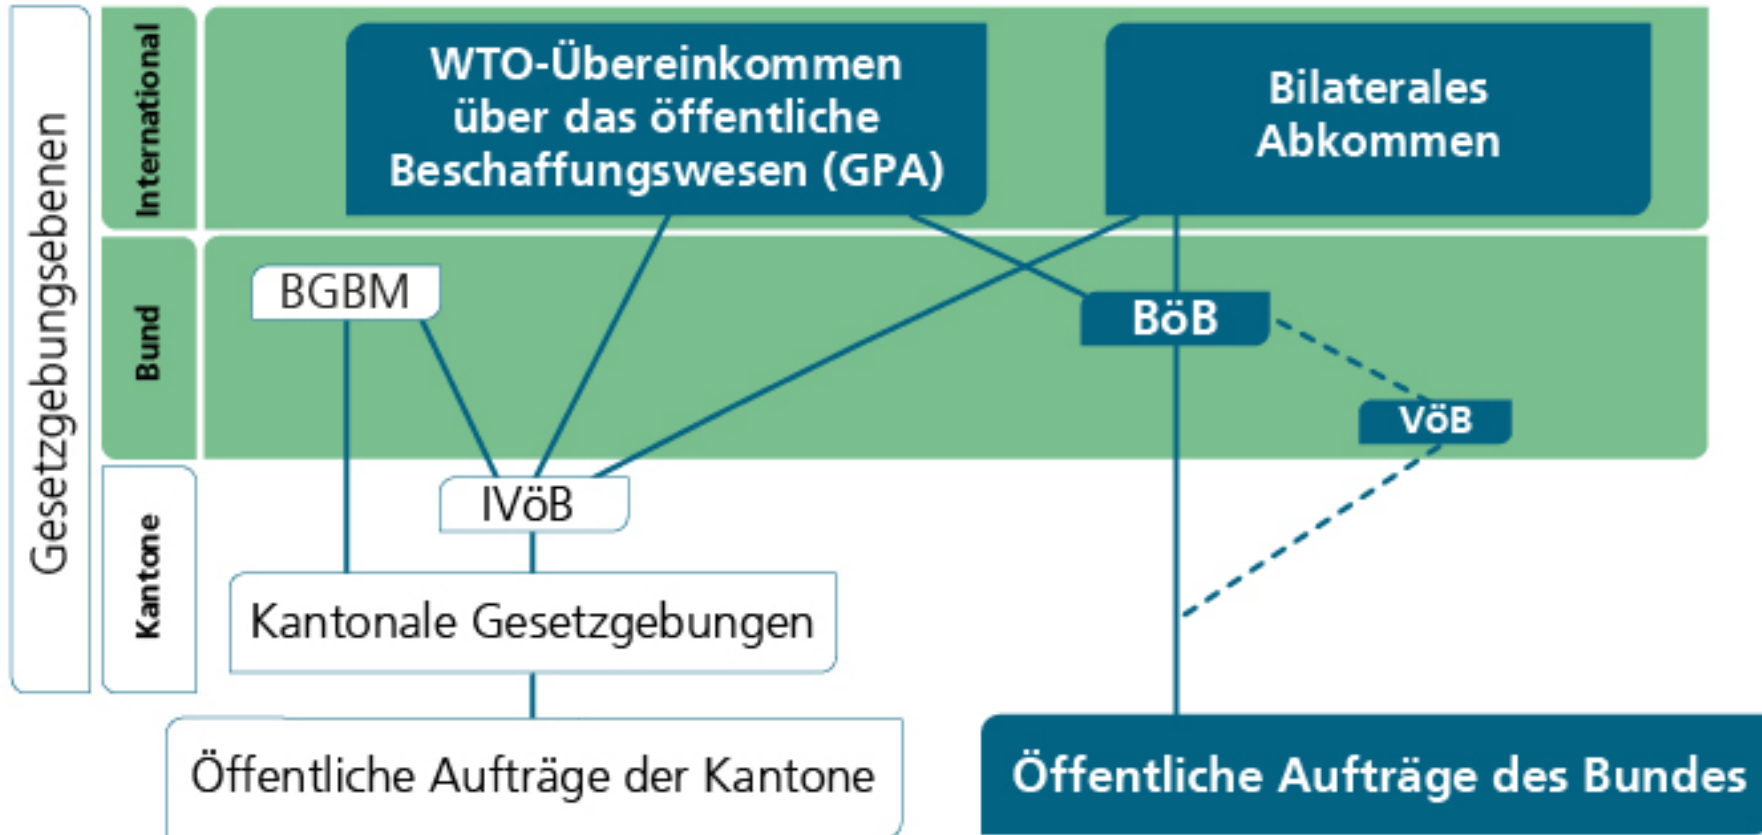 Gesetzgebungsebenen
International
WTO-Übereinkommen
über das öffentliche
Beschaffungswesen (GPA)
Bilaterales
Abkommen
Bund
BGBM
BöB
VöB
Kantone
IVöB
Kantonale Gesetzgebungen
Öffentliche Aufträge der Kantone
Öffentliche Aufträge des Bundes